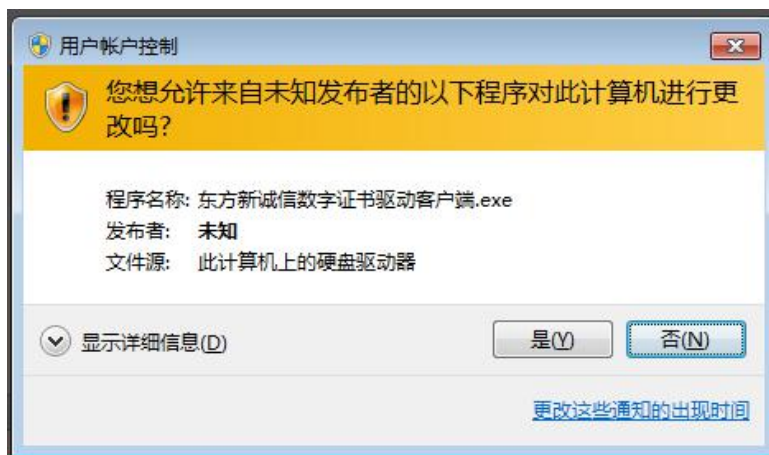 用户帐户控制
您想允许来自未知发布者的以下程序对此计算机进行更
改吗?
程序名称: 东方新诚信数字证书驱动客户端.exe
发布者: 未知
文件源: 此计算机上的硬盘驱动器
显示详细信息(D)
是(Y)
否(N)
更改这些通知的出现时间